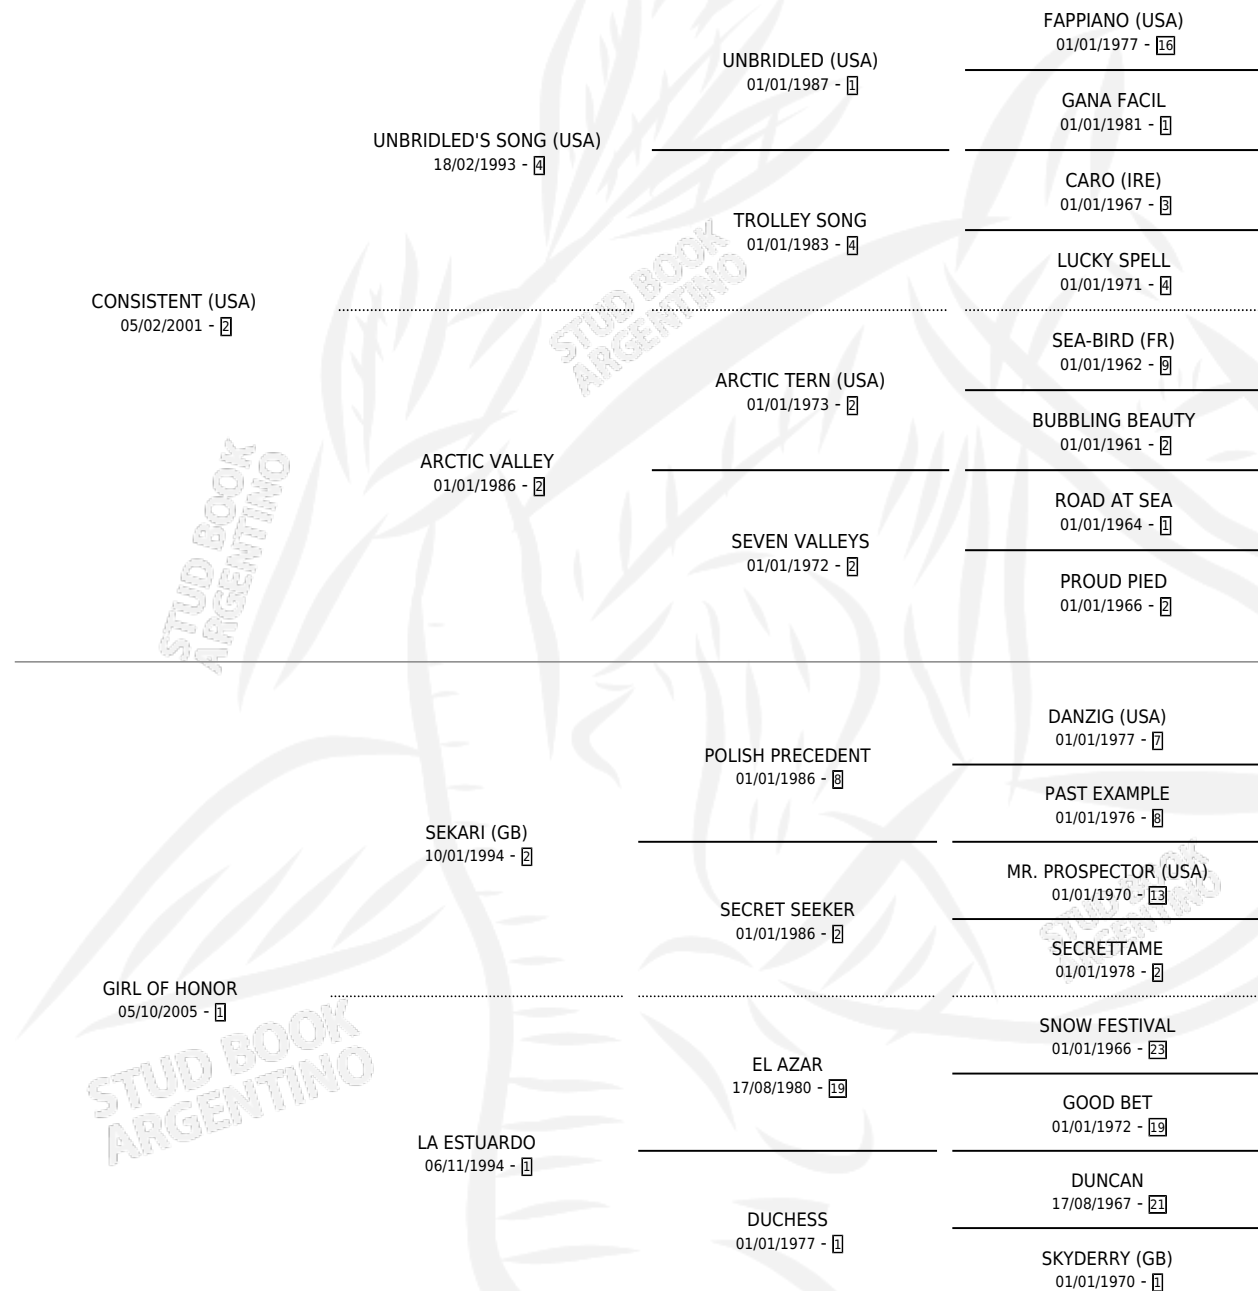 FAPPIANO (USA)
01/01/1977 - 16
UNBRIDLED (USA)
01/01/1987 - 1
GANA FACIL
01/01/1981 - 1
UNBRIDLED'S SONG (USA)
18/02/1993 - 4
CARO (IRE)
01/01/1967 - 3
TROLLEY SONG
01/01/1983 - 4
LUCKY SPELL
01/01/1971 - 4
CONSISTENT (USA)
05/02/2001 - 2
STUD BOOK
ARGENTINO
SEA-BIRD (FR)
01/01/1962 - 9
ARCTIC TERN (USA)
01/01/1973 - 2
BUBBLING BEAUTY
01/01/1961 - 2
ARCTIC VALLEY
01/01/1986 - 2
ROAD AT SEA
01/01/1964 - 1
SEVEN VALLEYS
01/01/1972 - 2
PROUD PIED
01/01/1966 - 2
STUD BOOK
ARGENTINO
DANZIG (USA)
01/01/1977 - 7
POLISH PRECEDENT
01/01/1986 - 8
PAST EXAMPLE
01/01/1976 - 8
SEKARI (GB)
10/01/1994 - 2
MR. PROSPECTOR (USA)
01/01/1970 - 13
SECRET SEEKER
01/01/1986 - 2
STUD BOOK
ARGENTINO
SECRETTAME
01/01/1978 - 2
GIRL OF HONOR
05/10/2005 - 1
SNOW FESTIVAL
01/01/1966 - 23
EL AZAR
17/08/1980 - 19
STUD BOOK
ARGENTINO
GOOD BET
01/01/1972 - 19
LA ESTUARDO
06/11/1994 - 1
DUNCAN
17/08/1967 - 21
DUCHESS
01/01/1977 - 1
SKYDERRY (GB)
01/01/1970 - 1